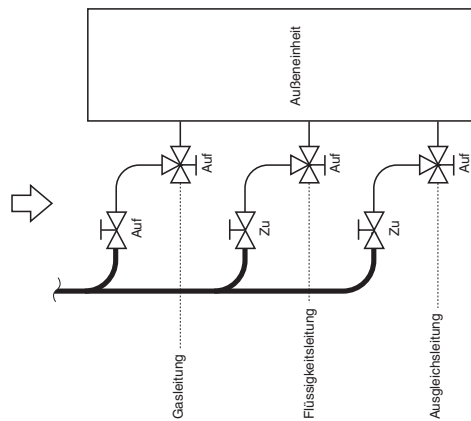 Außeneinheit
Auf
Auf
Gasleitung
Zu
Auf
Flüssigkeitsleitung
Zu
Auf
Ausgleichsleitung